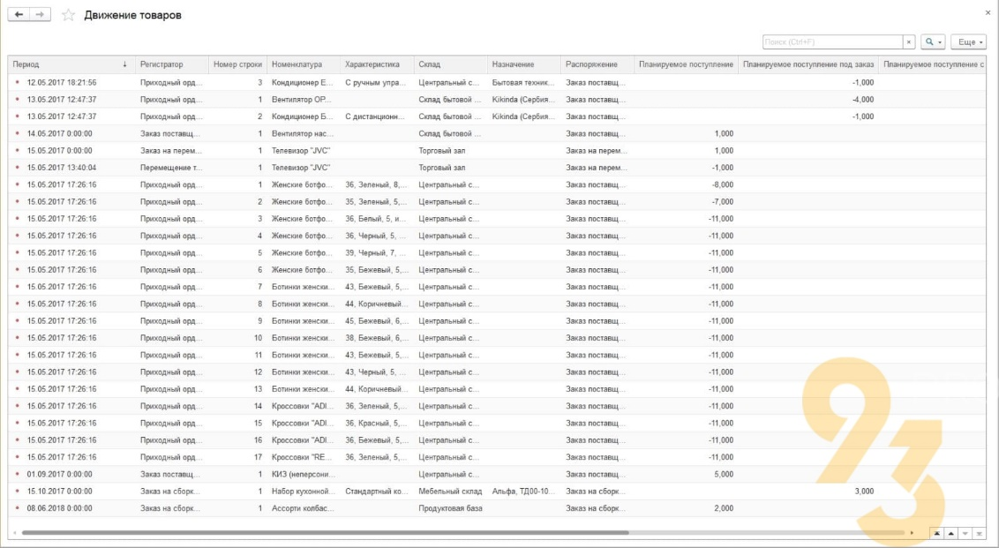 Движение товаров
Поиск (Ctrl+F) × Еще
Период ↓ Регистратор Номер строки Номенклатура Характеристика Склад Назначение Распоряжение Планируемое поступление Планируемое поступление под заказ Планируемое поступление с
12.05.2017 18:21:56 Приходный орд... 3 Кондиционер Е... С ручным упра... Центральный с... Бытовая техник... Заказ поставщ... -1,000
13.05.2017 12:47:37 Приходный орд... 1 Вентилятор OP... Склад бытовой ... Kikinda (Сербия... Заказ поставщ... -4,000
13.05.2017 12:47:37 Приходный орд... 2 Кондиционер Б... С дистанционн... Склад бытовой ... Kikinda (Сербия... Заказ поставщ... -1,000
14.05.2017 0:00:00 Заказ поставщ... 1 Вентилятор нас... Склад бытовой ... Заказ поставщ... 1,000
15.05.2017 0:00:00 Заказ на перем... 1 Телевизор "JVC" Торговый зал Заказ на перем... 1,000
15.05.2017 13:40:04 Перемещение т... 1 Телевизор "JVC" Торговый зал Заказ на перем... -1,000
15.05.2017 17:26:16 Приходный орд... 1 Женские ботфо... 36, Зеленый, 8,... Центральный с... Заказ поставщ... -8,000
15.05.2017 17:26:16 Приходный орд... 2 Женские ботфо... 35, Зеленый, 5,... Центральный с... Заказ поставщ... -7,000
15.05.2017 17:26:16 Приходный орд... 3 Женские ботфо... 36, Белый, 5, и... Центральный с... Заказ поставщ... -11,000
15.05.2017 17:26:16 Приходный орд... 4 Женские ботфо... 36, Черный, 5, ... Центральный с... Заказ поставщ... -11,000
15.05.2017 17:26:16 Приходный орд... 5 Женские ботфо... 39, Черный, 7, ... Центральный с... Заказ поставщ... -11,000
15.05.2017 17:26:16 Приходный орд... 6 Женские ботфо... 35, Бежевый, 5,... Центральный с... Заказ поставщ... -11,000
15.05.2017 17:26:16 Приходный орд... 7 Ботинки женски... 43, Бежевый, 5,... Центральный с... Заказ поставщ... -11,000
15.05.2017 17:26:16 Приходный орд... 8 Ботинки женски... 44, Коричневый... Центральный с... Заказ поставщ... -11,000
15.05.2017 17:26:16 Приходный орд... 9 Ботинки женски... 45, Бежевый, 6,... Центральный с... Заказ поставщ... -11,000
15.05.2017 17:26:16 Приходный орд... 10 Ботинки женски... 38, Бежевый, 6,... Центральный с... Заказ поставщ... -11,000
15.05.2017 17:26:16 Приходный орд... 11 Ботинки женски... 43, Бежевый, 5,... Центральный с... Заказ поставщ... -11,000
15.05.2017 17:26:16 Приходный орд... 12 Ботинки женски... 43, Черный, 5, ... Центральный с... Заказ поставщ... -11,000
15.05.2017 17:26:16 Приходный орд... 13 Ботинки женски... 44, Коричневый... Центральный с... Заказ поставщ... -11,000
15.05.2017 17:26:16 Приходный орд... 14 Кроссовки "ADI... 36, Зеленый, 5,... Центральный с... Заказ поставщ... -11,000
15.05.2017 17:26:16 Приходный орд... 15 Кроссовки "ADI... 36, Красный, 5,... Центральный с... Заказ поставщ... -11,000
15.05.2017 17:26:16 Приходный орд... 16 Кроссовки "ADI... 36, Бежевый, 5,... Центральный с... Заказ поставщ... -11,000
15.05.2017 17:26:16 Приходный орд... 17 Кроссовки "RE... 36, Зеленый, 5,... Центральный с... Заказ поставщ... -11,000
01.09.2017 0:00:00 Заказ поставщ... 1 КИЗ (неперсони... Центральный с... Заказ поставщ... 5,000
15.10.2017 0:00:00 Заказ на сборк... 1 Набор кухонной... Стандартный ко... Мебельный склад Альфа, ТД00-10... Заказ на сборк... 3,000
08.06.2018 0:00:00 Заказ на сборк... 1 Ассорти колбас... Продуктовая база Заказ на сборк... 2,000